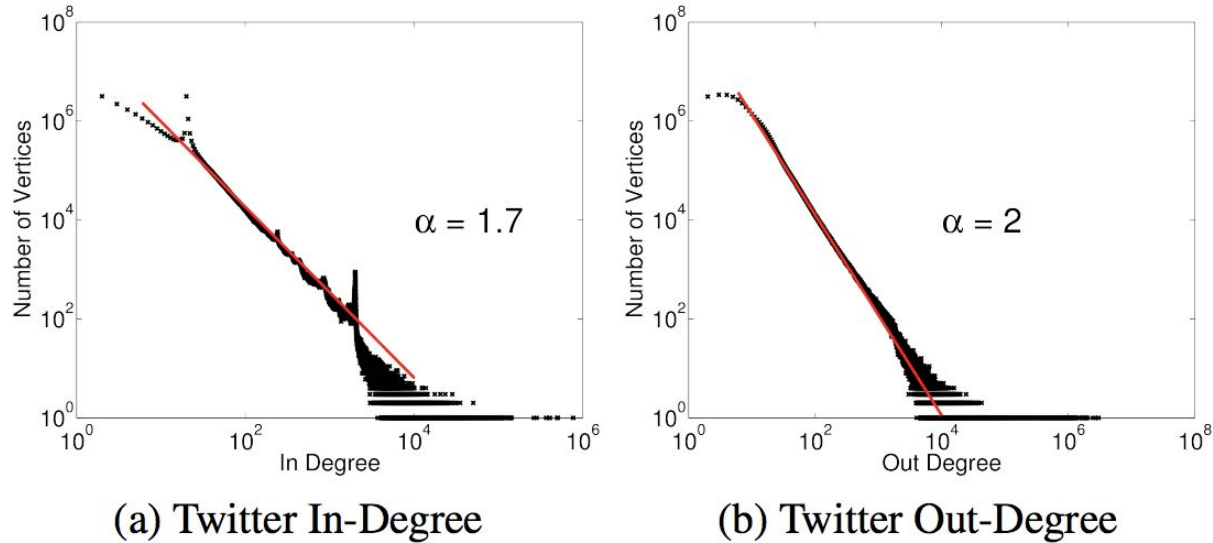 10^8
10^6
10^4
10^2
10^0
Number of Vertices
α = 1.7
10^0
10^2
10^4
10^6
In Degree
(a) Twitter In-Degree
10^8
10^6
10^4
10^2
10^0
Number of Vertices
α = 2
10^0
10^2
10^4
10^6
10^8
Out Degree
(b) Twitter Out-Degree